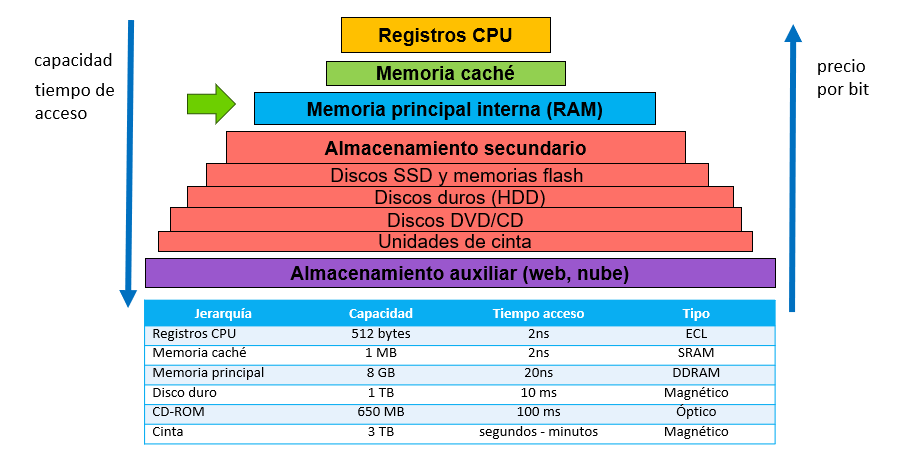 capacidad
tiempo de
acceso
Registros CPU
Memoria caché
Memoria principal interna (RAM)
Almacenamiento secundario
Discos SSD y memorias flash
Discos duros (HDD)
Discos DVD/CD
Unidades de cinta
Almacenamiento auxiliar (web, nube)
precio
por bit
Jerarquía Capacidad Tiempo acceso Tipo
Registros CPU 512 bytes 2ns ECL
Memoria caché 1 MB 2ns SRAM
Memoria principal 8 GB 20ns DDRAM
Disco duro 1 TB 10 ms Magnético
CD-ROM 650 MB 100 ms Óptico
Cinta 3 TB segundos - minutos Magnético